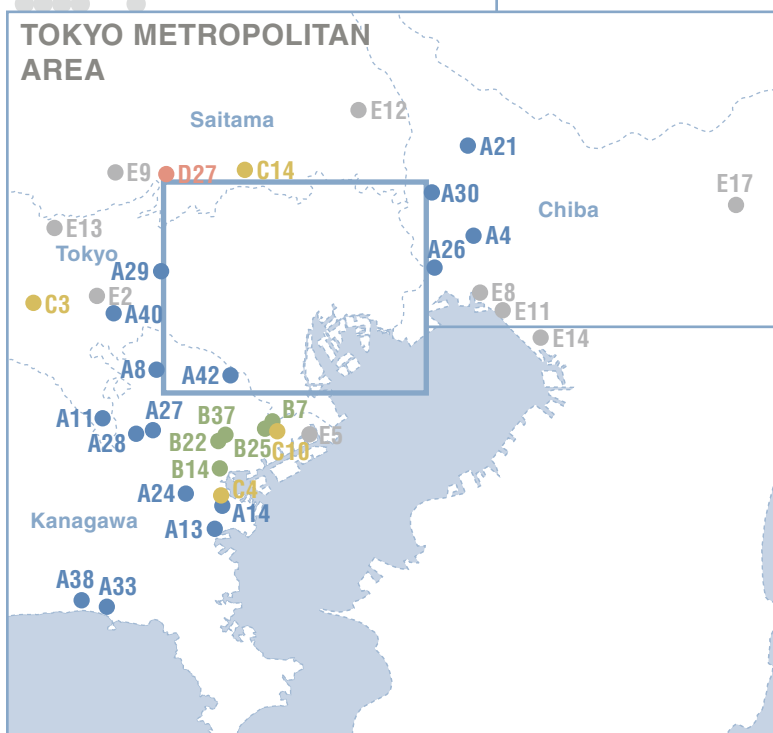 TOKYO METROPOLITAN
AREA
E12
Saitama
A21
E9
D27
C14
A30
E17
Chiba
E13
A4
Tokyo
A26
A29
E2
E8
C3
A40
E11
E14
A8
A42
A11
A27
B37
B7
A28
B22
B25
C10
E5
B14
A24
C4
A14
Kanagawa
A13
A38
A33